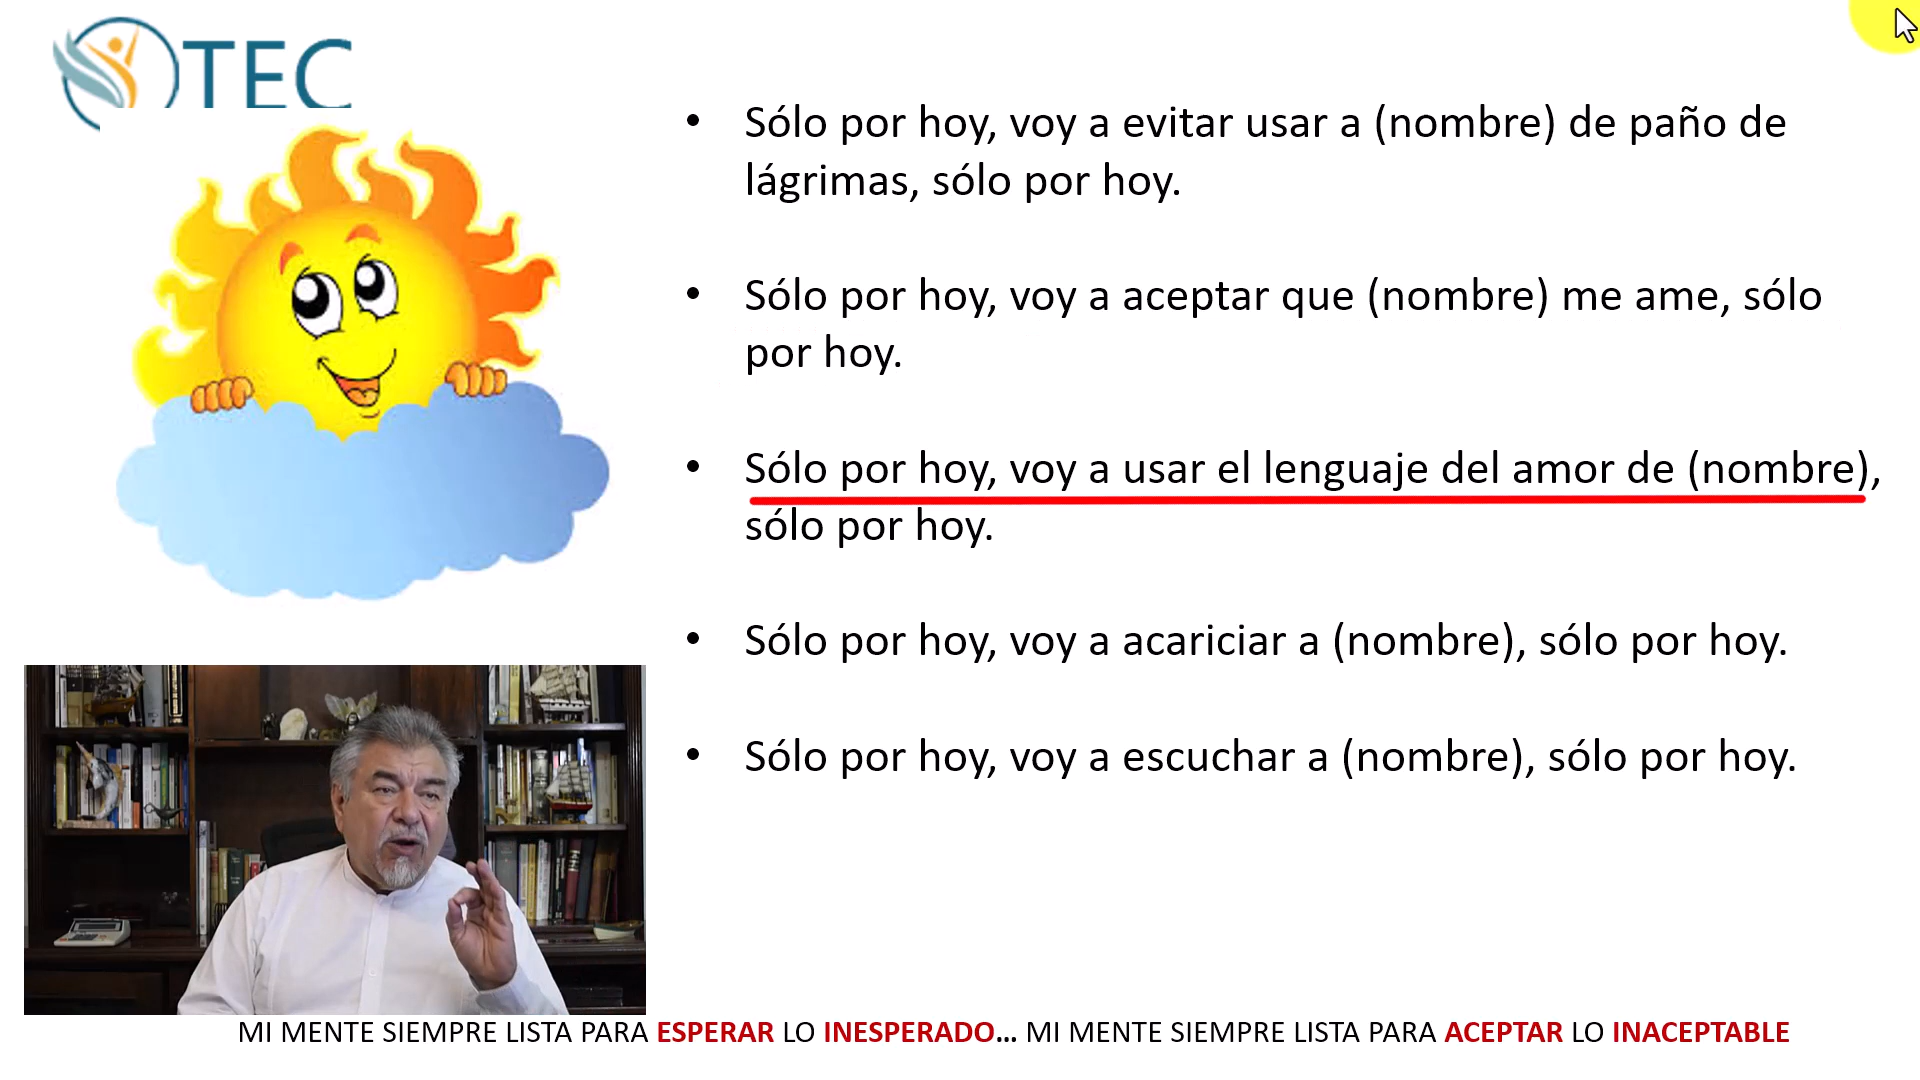 TEC
• Sólo por hoy, voy a evitar usar a (nombre) de paño de
lágrimas, sólo por hoy.
• Sólo por hoy, voy a aceptar que (nombre) me ame, sólo
por hoy.
• Sólo por hoy, voy a usar el lenguaje del amor de (nombre),
sólo por hoy.
• Sólo por hoy, voy a acariciar a (nombre), sólo por hoy.
• Sólo por hoy, voy a escuchar a (nombre), sólo por hoy.
MI MENTE SIEMPRE LISTA PARA ESPERAR LO INESPERADO... MI MENTE SIEMPRE LISTA PARA ACEPTAR LO INACEPTABLE